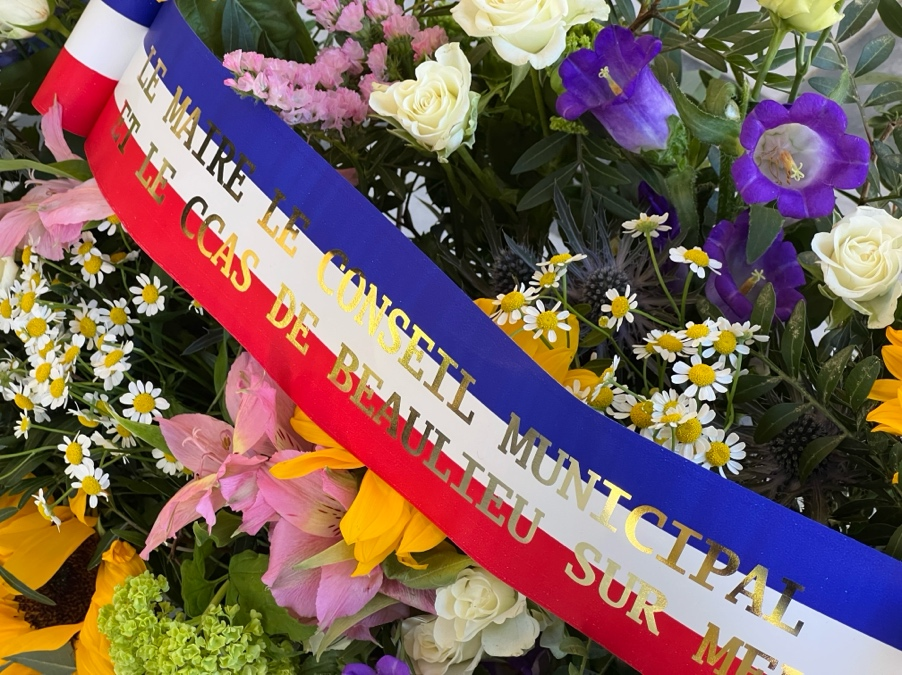 LE MAIRE LE CONSEIL MUNICIPAL
ET LE CCAS DE BEAULIEU SUR